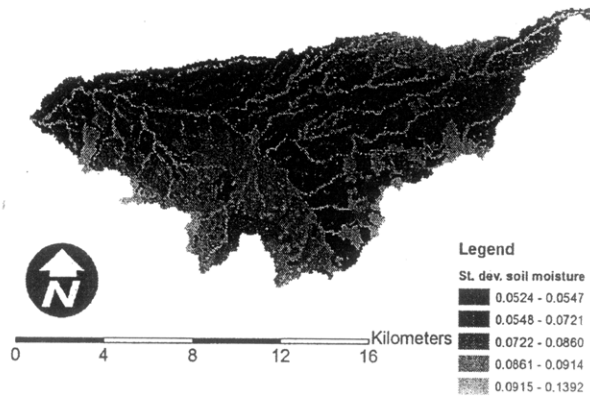 N
Legend
St. dev. soil moisture
0.0524 - 0.0547
0.0548 - 0.0721
0.0722 - 0.0860
0.0861 - 0.0914
0.0915 - 0.1392
Kilometers
0 4 8 12 16